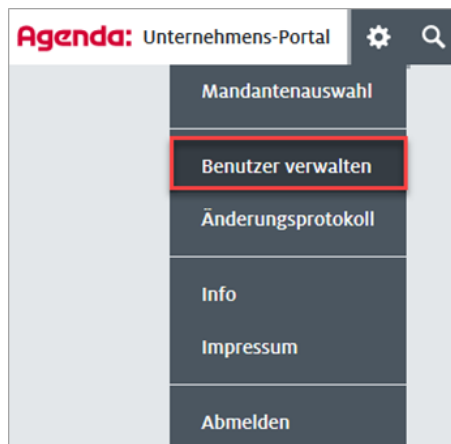 Agenda: Unternehmens-Portal
Mandantenauswahl
Benutzer verwalten
Änderungsprotokoll
Info
Impressum
Abmelden